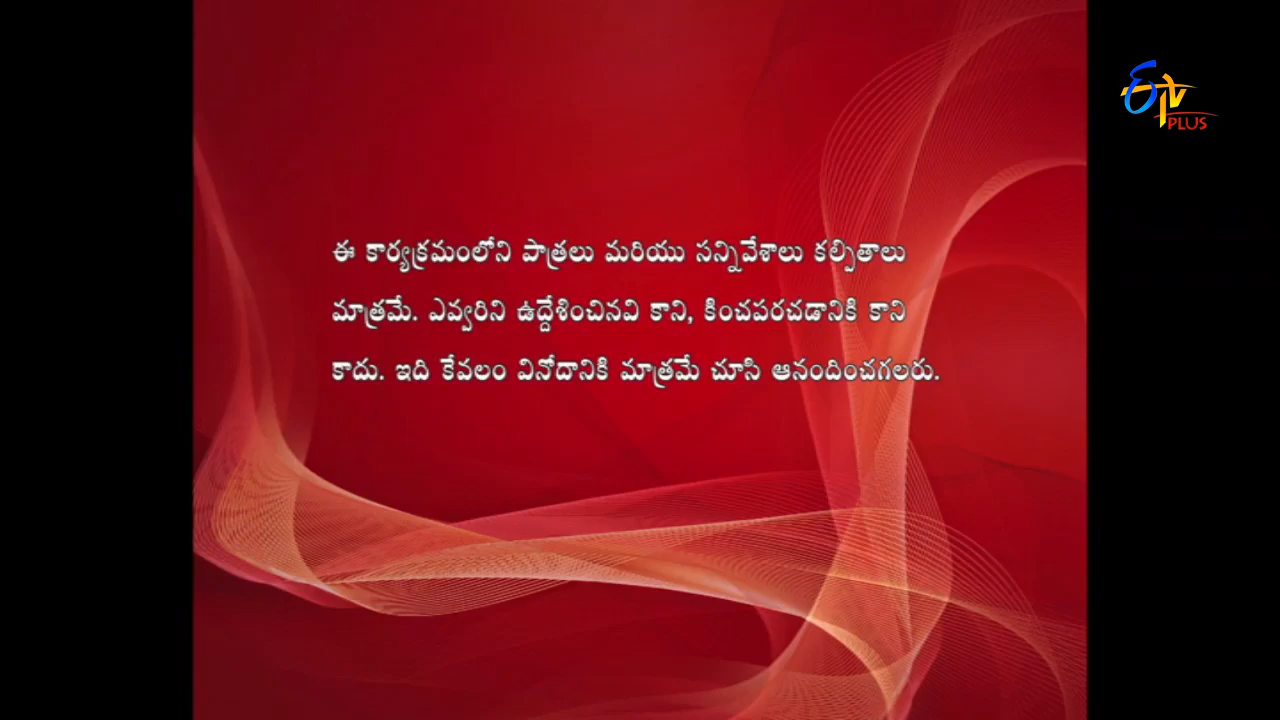 ETV
PLUS
ఈ కార్యక్రమంలోని పాత్రలు మరియు సన్నివేశాలు కల్పితాలు
మాత్రమే. ఎవ్వరిని ఉద్దేశించినవి కాని, కించపరచడానికి కాని
కాదు. ఇది కేవలం వినోదానికి మాత్రమే చూసి ఆనందించగలరు.